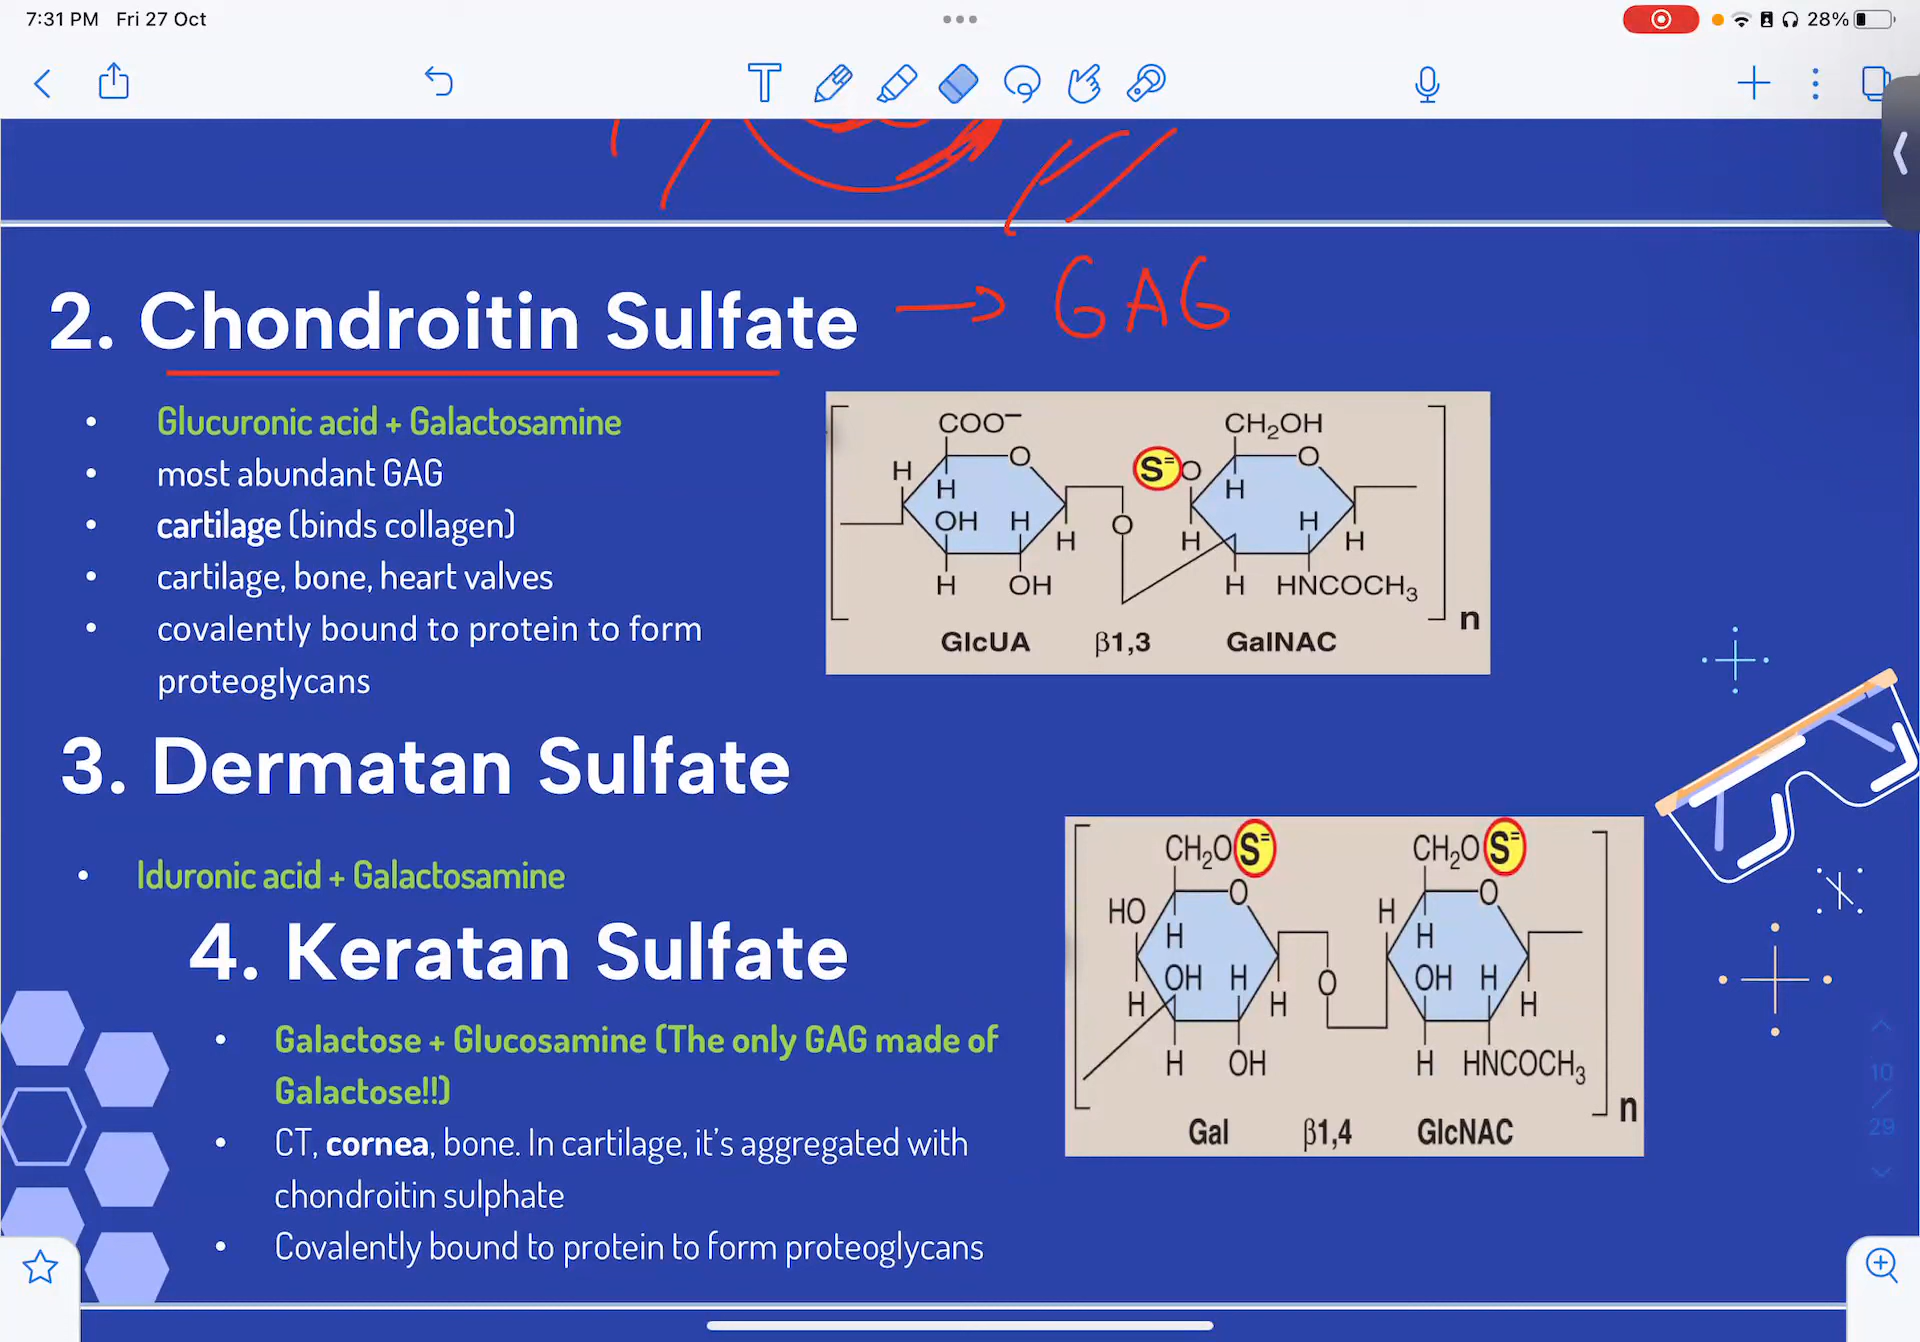 7:31 PM Fri 27 Oct
28%
T
→ GAG
2. Chondroitin Sulfate
• Glucuronic acid + Galactosamine
• most abundant GAG
• cartilage (binds collagen)
• cartilage, bone, heart valves
• covalently bound to protein to form
proteoglycans
COO⁻ CH₂OH
H O S⁼ O O
H H
OH H O H
H H H
H OH H HNCOCH₃
n
GlcUA β1,3 GalNAC
3. Dermatan Sulfate
• Iduronic acid + Galactosamine
4. Keratan Sulfate
• Galactose + Glucosamine (The only GAG made of
Galactose!!)
• CT, cornea, bone. In cartilage, it's aggregated with
chondroitin sulphate
• Covalently bound to protein to form proteoglycans
CH₂O S⁼ CH₂O S⁼
O O
HO H H H
OH H O OH H
H H H
H OH H HNCOCH₃
n
Gal β1,4 GlcNAC
10
29